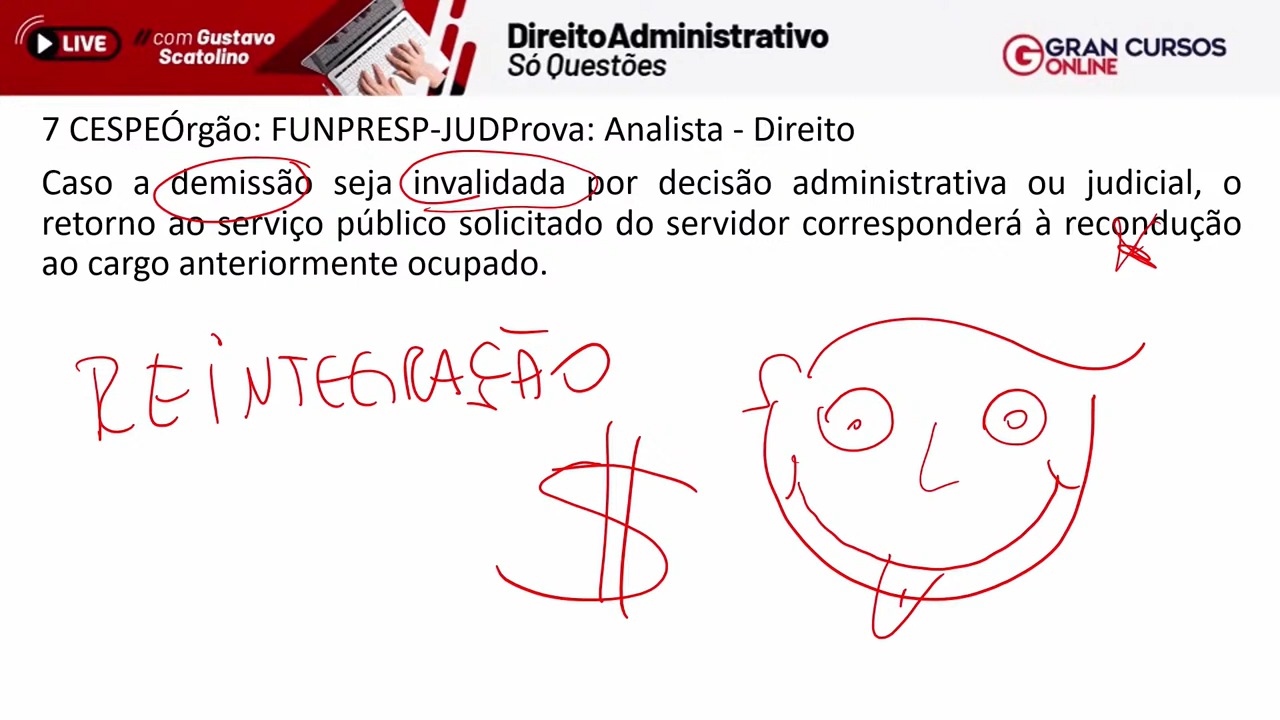 LIVE
// com Gustavo
Scatolino
DireitoAdministrativo
Só Questões
GRAN CURSOS
ONLINE
7 CESPEÓrgão: FUNPRESP-JUDProva: Analista - Direito
Caso a demissão seja invalidada por decisão administrativa ou judicial, o
retorno ao serviço público solicitado do servidor corresponderá à recondução
ao cargo anteriormente ocupado.
REINTEGRAÇÃO
$